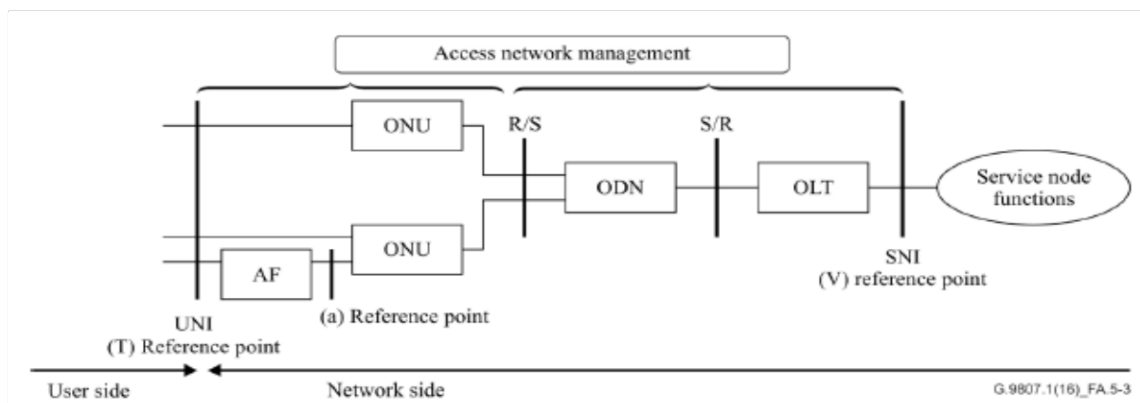 Access network management
ONU
R/S
S/R
ODN
OLT
Service node
functions
ONU
AF
SNI
(V) reference point
(a) Reference point
UNI
(T) Reference point
User side
Network side
G.9807.1(16)_FA.5-3